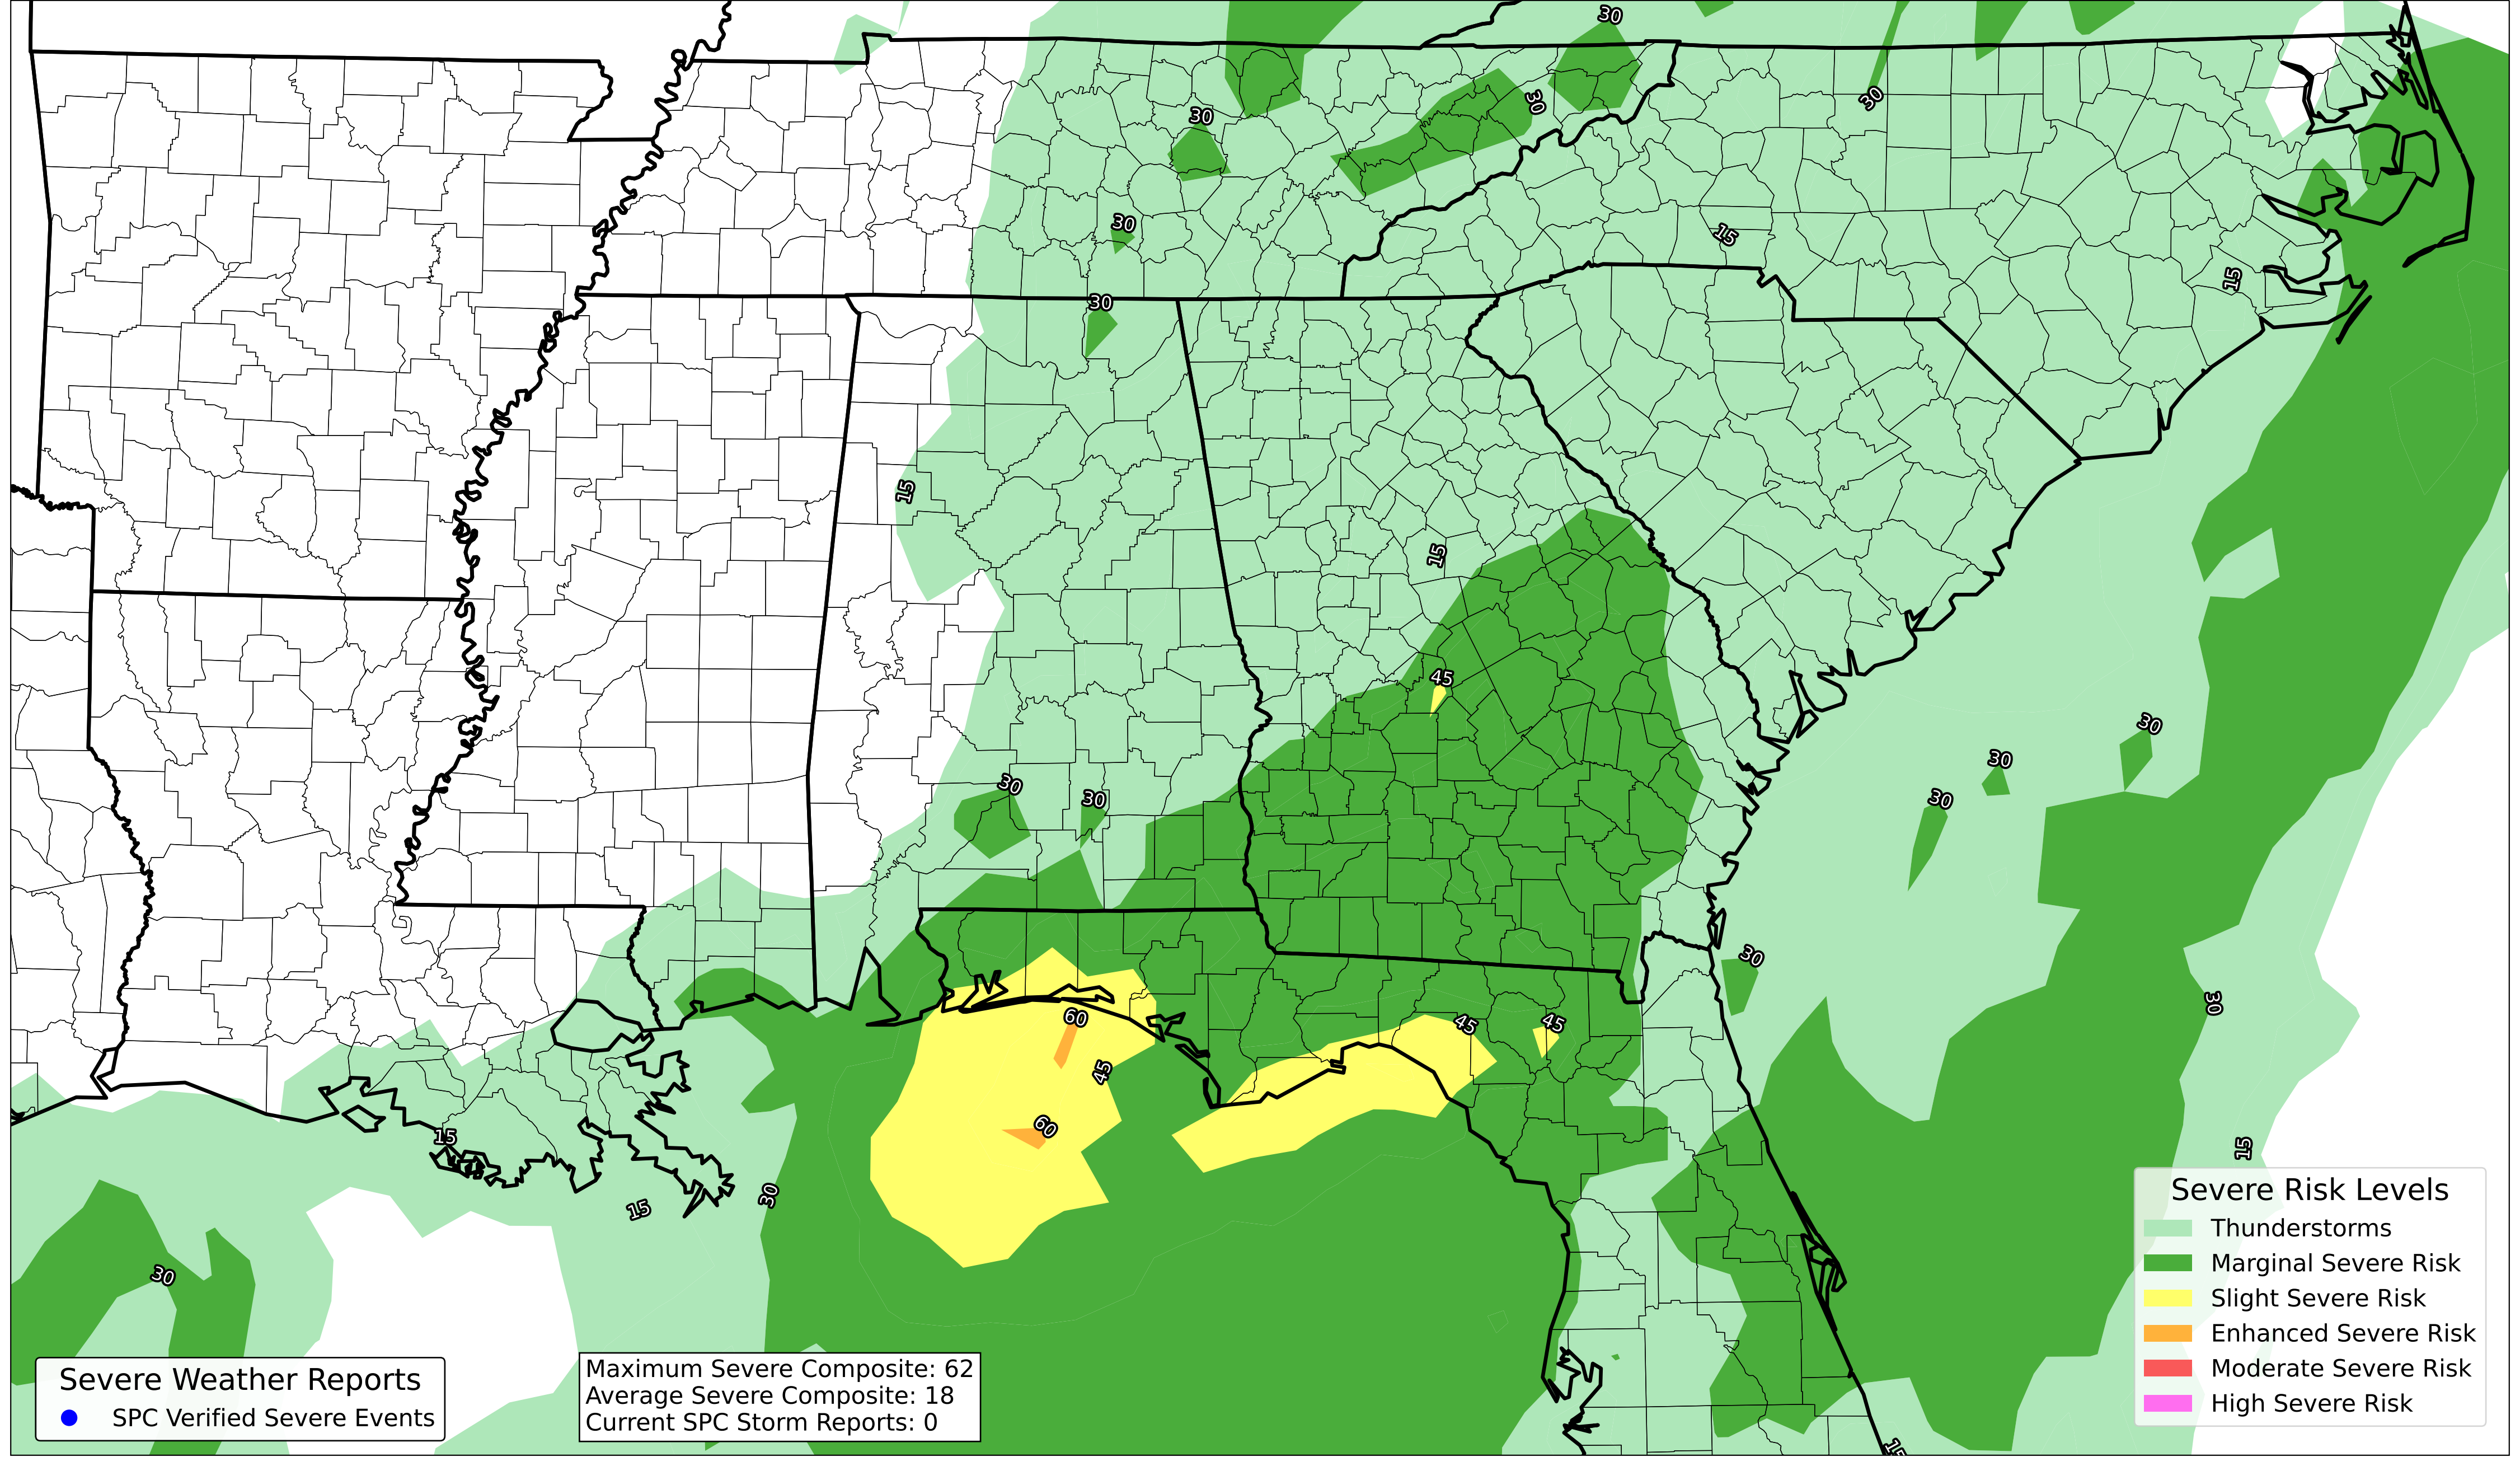 30
30
30
30
30
30
15
15
30
15
15
45
30
30
30
30
30
30
60
45
45
45
30
60
15
15
30
15
30
15
Severe Risk Levels
Thunderstorms
Marginal Severe Risk
Slight Severe Risk
Enhanced Severe Risk
Moderate Severe Risk
High Severe Risk
Severe Weather Reports
SPC Verified Severe Events
Maximum Severe Composite: 62
Average Severe Composite: 18
Current SPC Storm Reports: 0